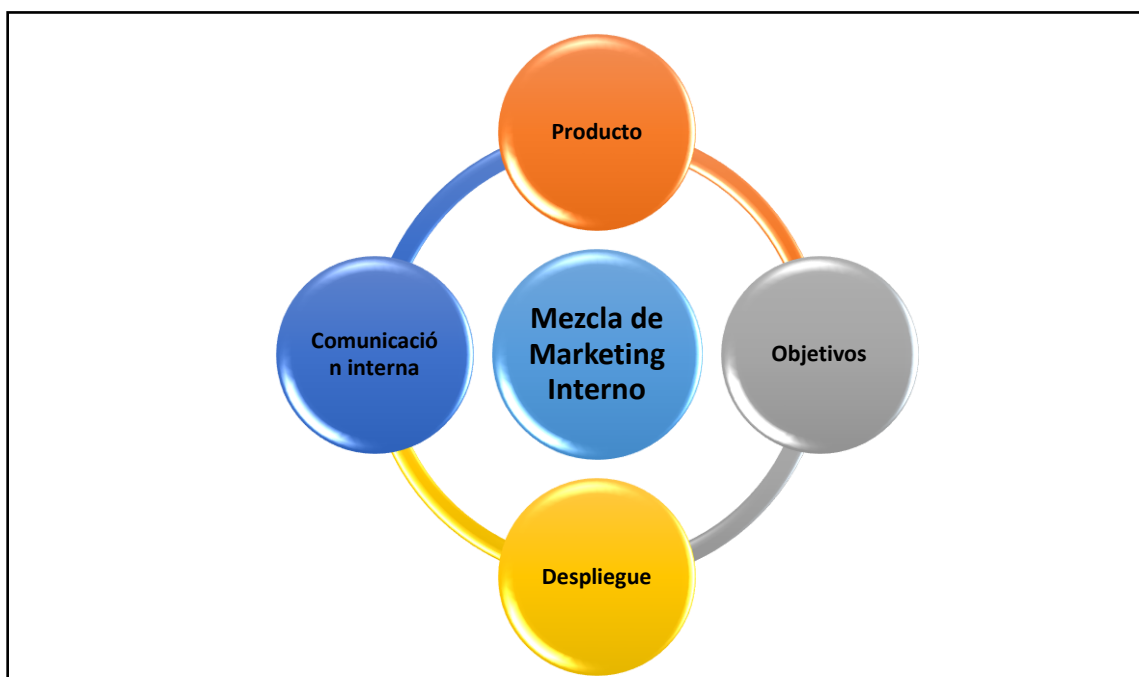 Producto
Comunicació
n interna
Mezcla de
Marketing
Interno
Objetivos
Despliegue